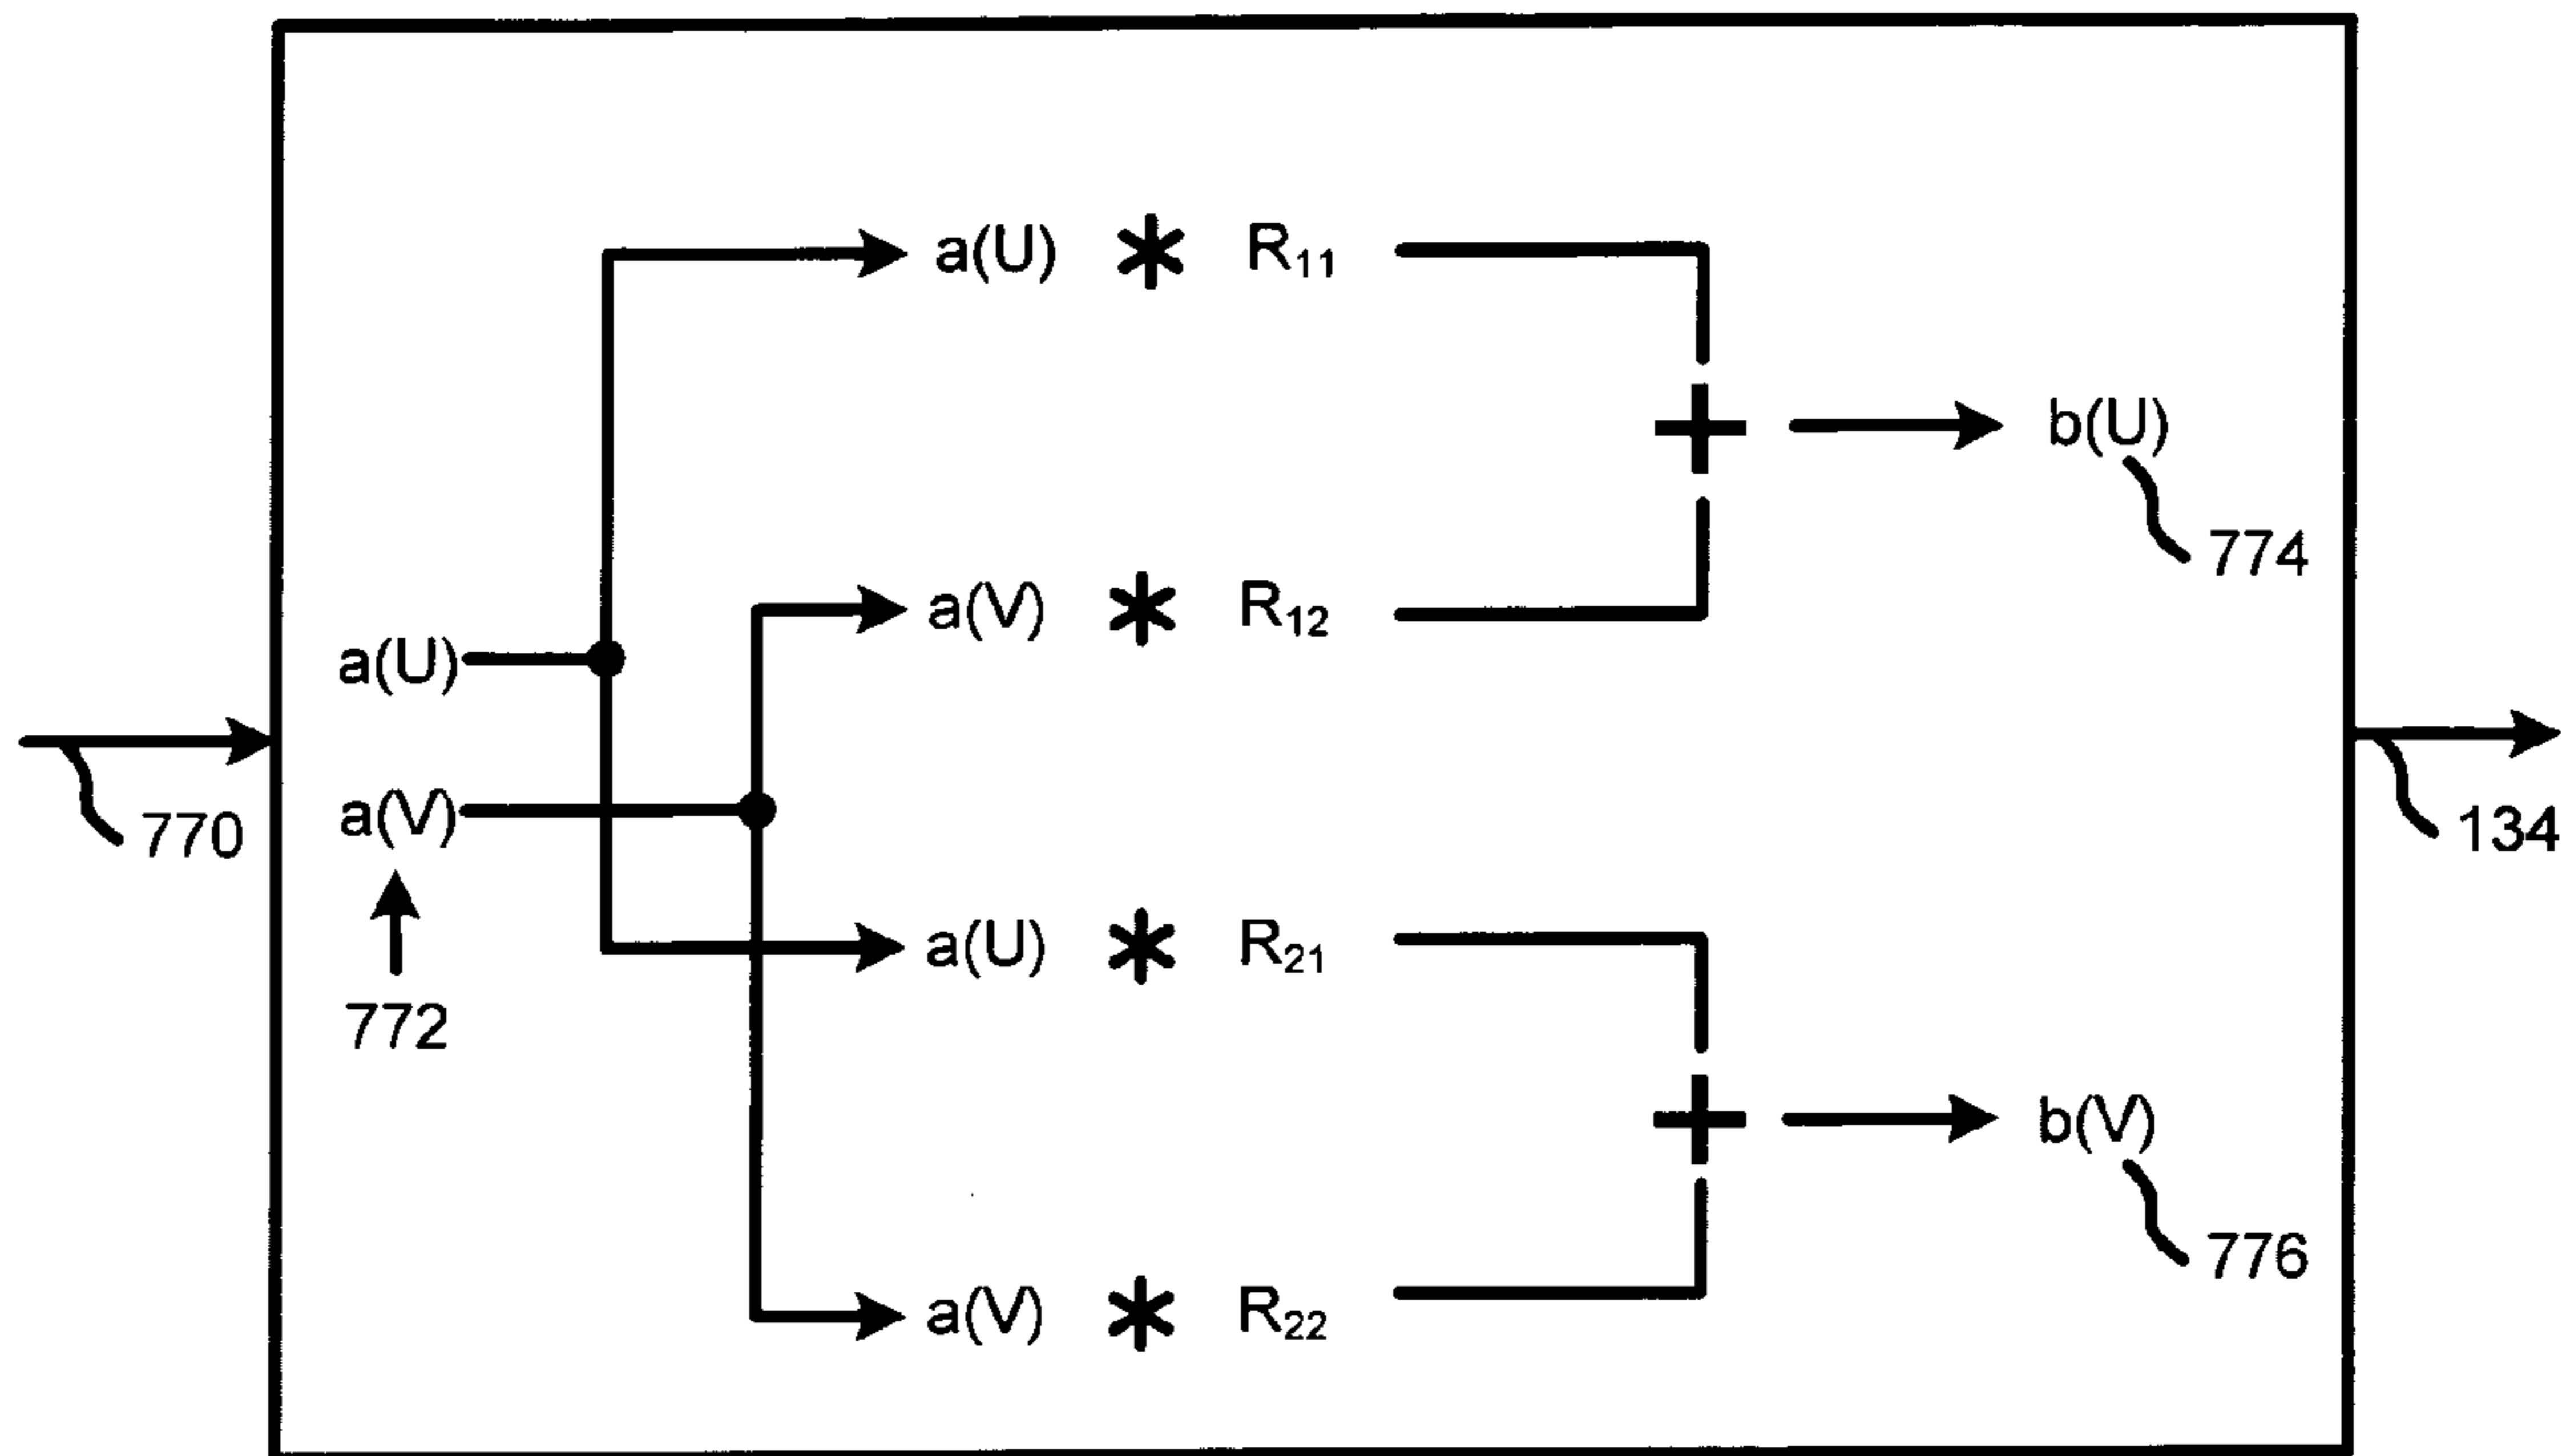 a(U) * R11
b(U)
774
a(V) * R12
a(U)
770
a(V)
134
a(U) * R21
772
b(V)
776
a(V) * R22